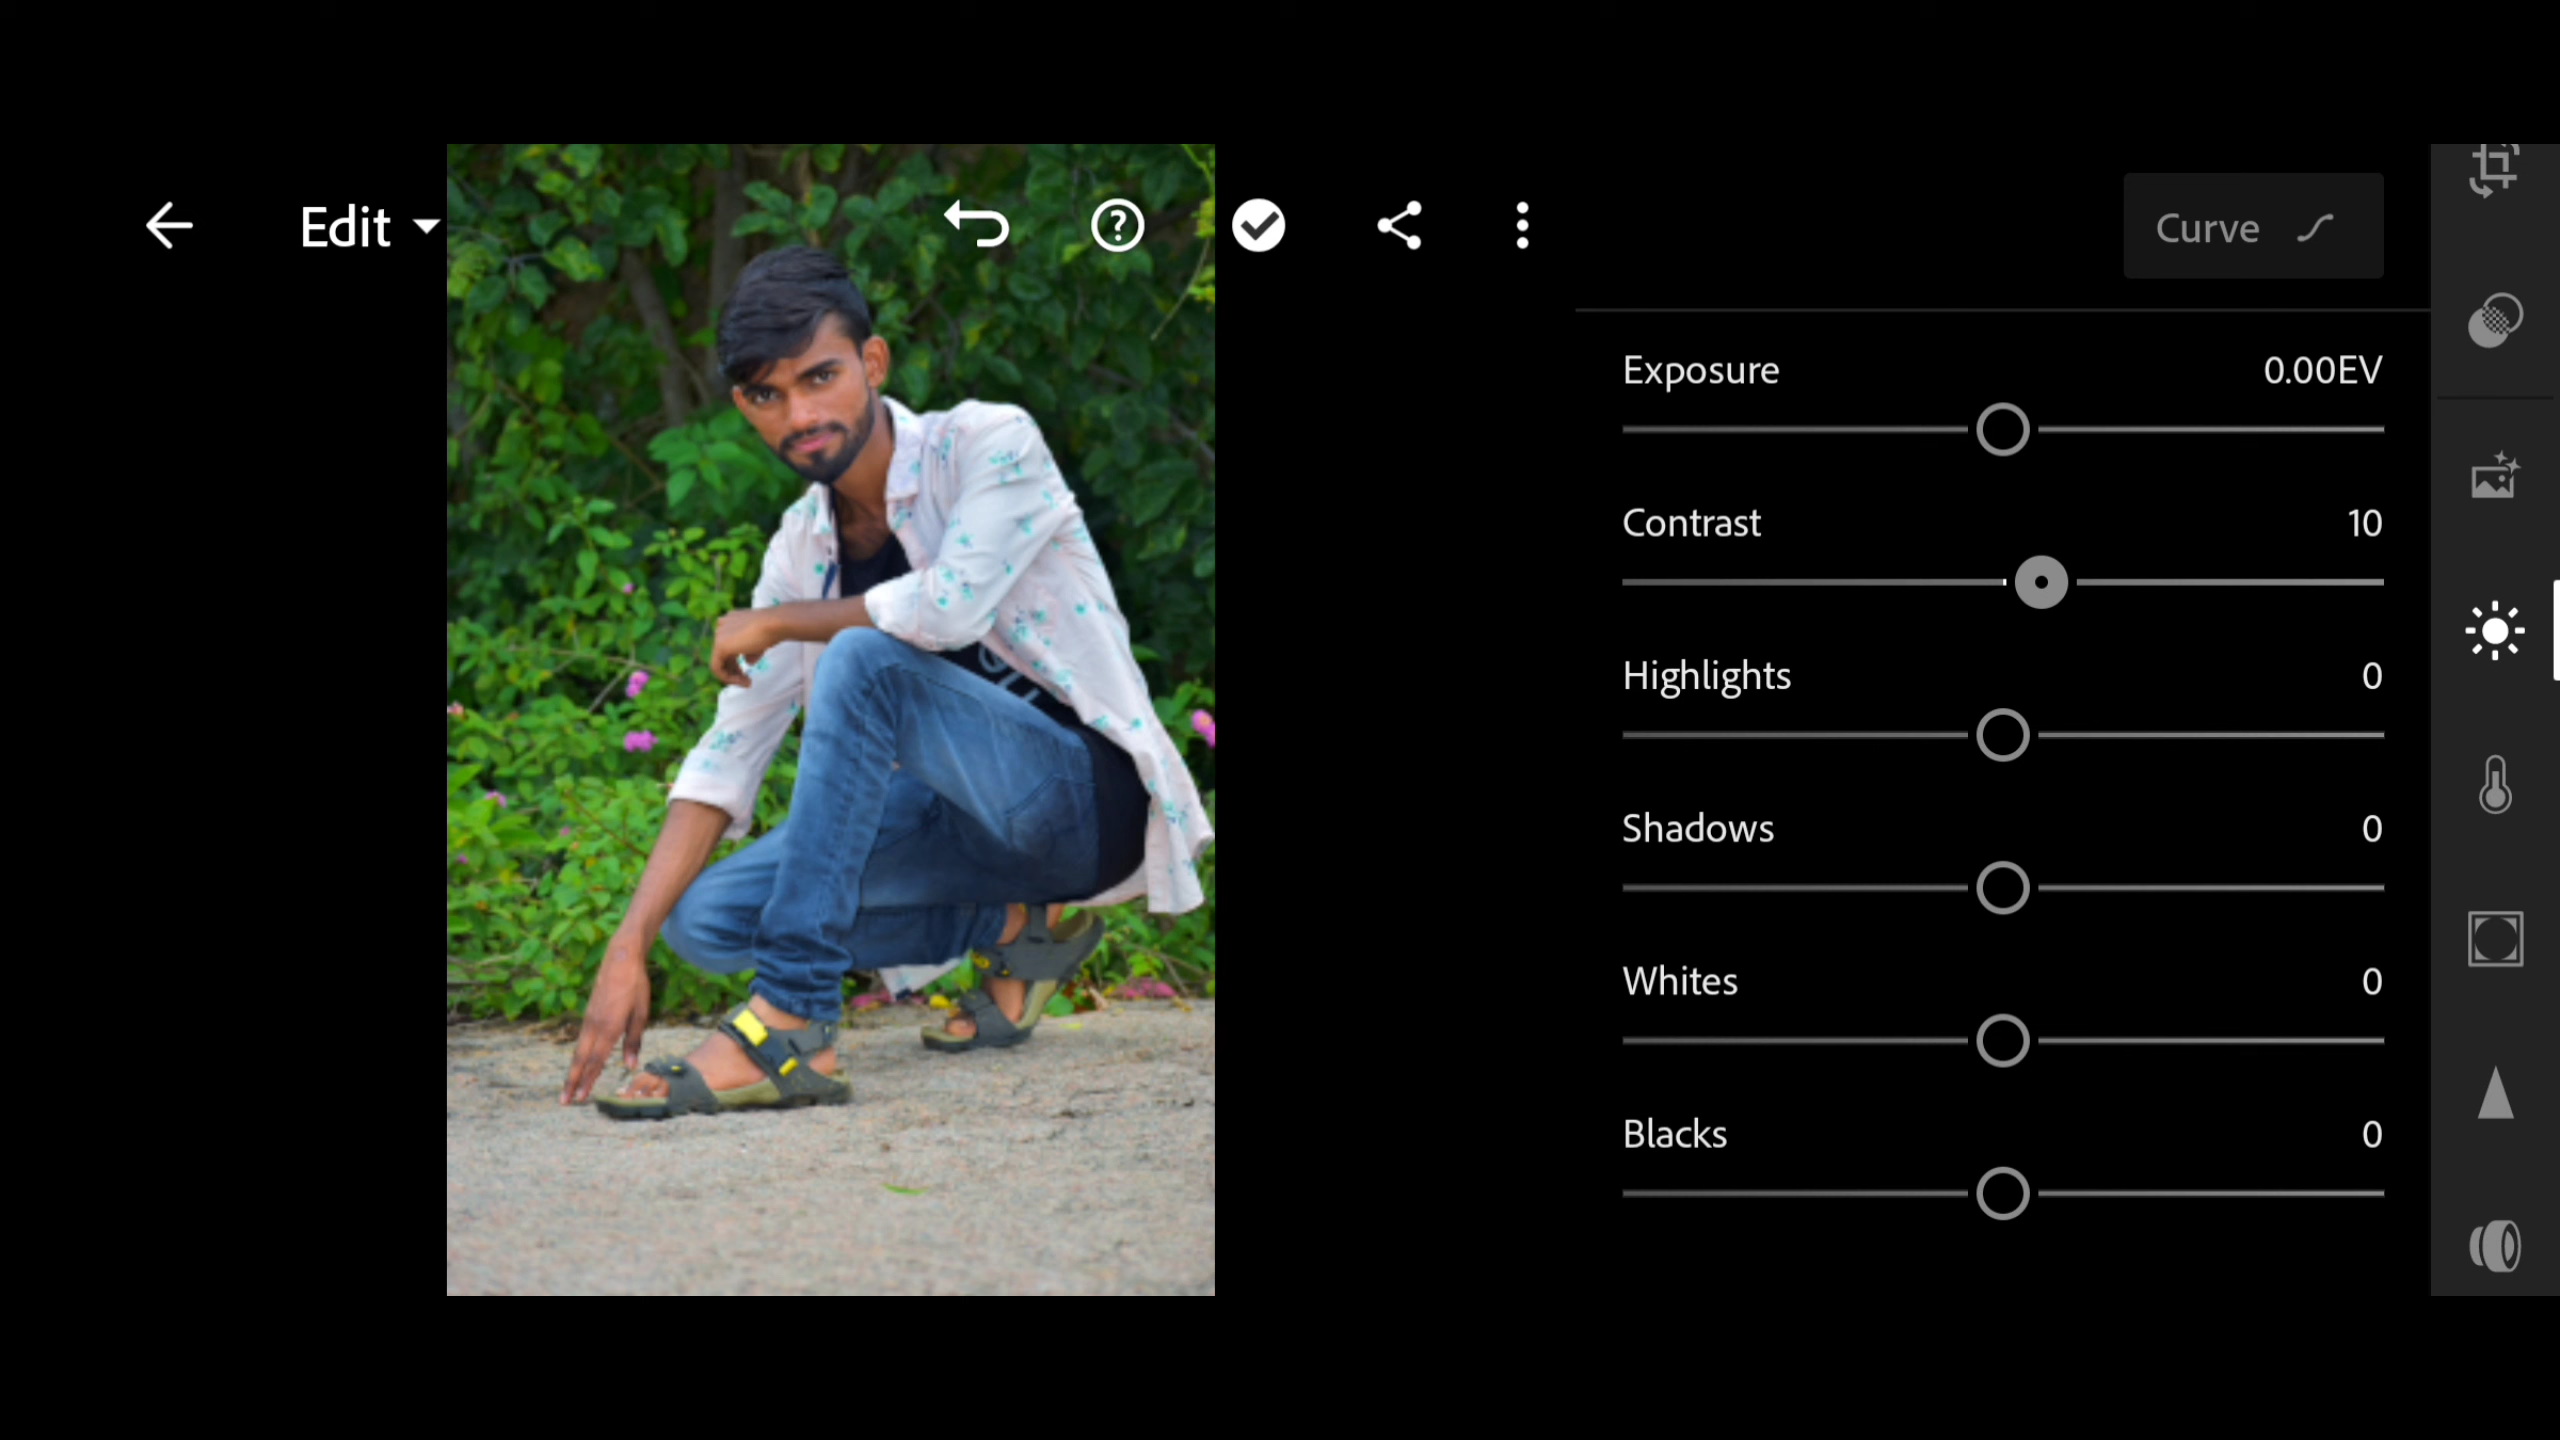 Edit
Curve
Exposure 0.00EV
Contrast 10
Highlights 0
Shadows 0
Whites 0
Blacks 0